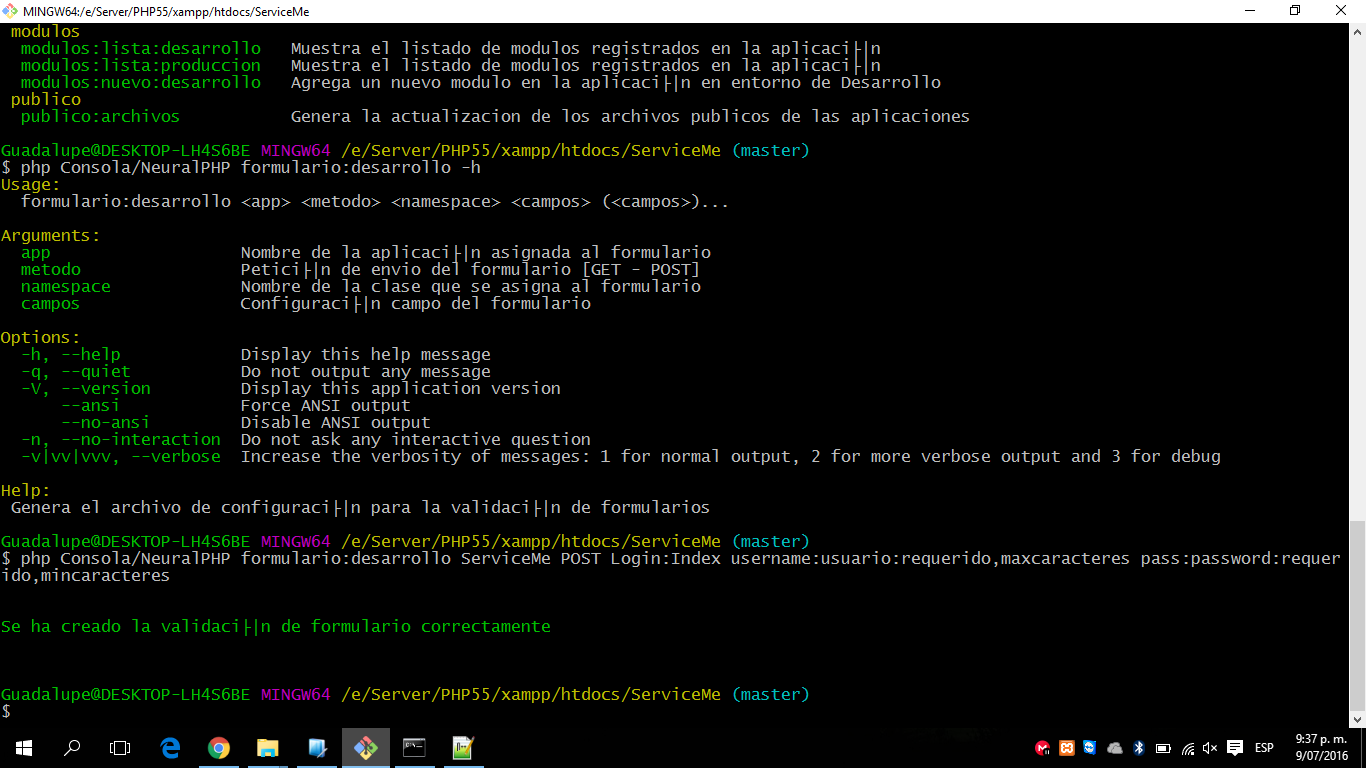 MINGW64:/e/Server/PHP55/xampp/htdocs/ServiceMe
modulos
modulos:lista:desarrollo Muestra el listado de modulos registrados en la aplicaci├│n
modulos:lista:produccion Muestra el listado de modulos registrados en la aplicaci├│n
modulos:nuevo:desarrollo Agrega un nuevo modulo en la aplicaci├│n en entorno de Desarrollo
publico
publico:archivos Genera la actualizacion de los archivos publicos de las aplicaciones
Guadalupe@DESKTOP-LH4S6BE MINGW64 /e/Server/PHP55/xampp/htdocs/ServiceMe (master)
$ php Consola/NeuralPHP formulario:desarrollo -h
Usage:
formulario:desarrollo <app> <metodo> <namespace> <campos> (<campos>)...
Arguments:
app Nombre de la aplicaci├│n asignada al formulario
metodo Petici├│n de envio del formulario [GET - POST]
namespace Nombre de la clase que se asigna al formulario
campos Configuraci├│n campo del formulario
Options:
-h, --help Display this help message
-q, --quiet Do not output any message
-V, --version Display this application version
--ansi Force ANSI output
--no-ansi Disable ANSI output
-n, --no-interaction Do not ask any interactive question
-v|vv|vvv, --verbose Increase the verbosity of messages: 1 for normal output, 2 for more verbose output and 3 for debug
Help:
Genera el archivo de configuraci├│n para la validaci├│n de formularios
Guadalupe@DESKTOP-LH4S6BE MINGW64 /e/Server/PHP55/xampp/htdocs/ServiceMe (master)
$ php Consola/NeuralPHP formulario:desarrollo ServiceMe POST Login:Index username:usuario:requerido,maxcaracteres pass:password:requer
ido,mincaracteres
Se ha creado la validaci├│n de formulario correctamente
Guadalupe@DESKTOP-LH4S6BE MINGW64 /e/Server/PHP55/xampp/htdocs/ServiceMe (master)
$
ESP
9:37 p. m.
9/07/2016